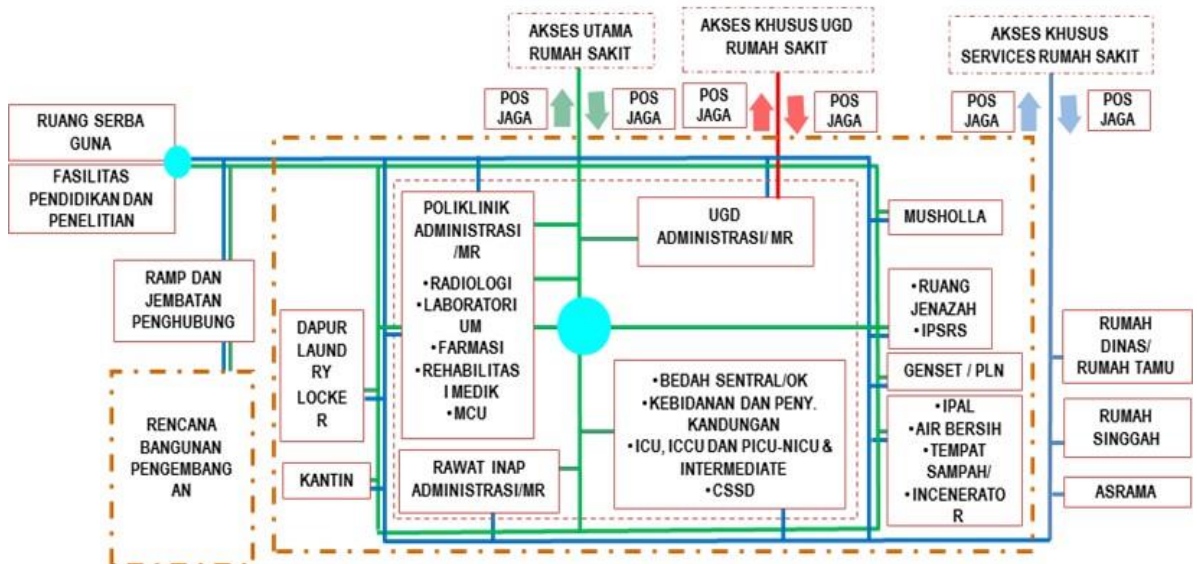 AKSES UTAMA
RUMAH SAKIT
AKSES KHUSUS UGD
RUMAH SAKIT
AKSES KHUSUS
SERVICES RUMAH SAKIT
POS
JAGA
POS
JAGA
POS
JAGA
POS
JAGA
POS
JAGA
POS
JAGA
RUANG SERBA
GUNA
FASILITAS
PENDIDIKAN DAN
PENELITIAN
RAMP DAN
JEMBATAN
PENGHUBUNG
RENCANA
BANGUNAN
PENGEMBANG
AN
DAPUR
LAUND
RY
LOCKE
R
KANTIN
POLIKLINIK
ADMINISTRASI
/MR
•RADIOLOGI
•LABORATORI
UM
•FARMASI
•REHABILITAS
I MEDIK
•MCU
RAWAT INAP
ADMINISTRASI/MR
UGD
ADMINISTRASI/ MR
•BEDAH SENTRAL/OK
•KEBIDANAN DAN PENY.
KANDUNGAN
•ICU, ICCU DAN PICU-NICU &
INTERMEDIATE
•CSSD
MUSHOLLA
•RUANG
JENAZAH
•IPSRS
GENSET / PLN
•IPAL
•AIR BERSIH
•TEMPAT
SAMPAH/
•INCENERATO
R
RUMAH
DINAS/
RUMAH TAMU
RUMAH
SINGGAH
ASRAMA